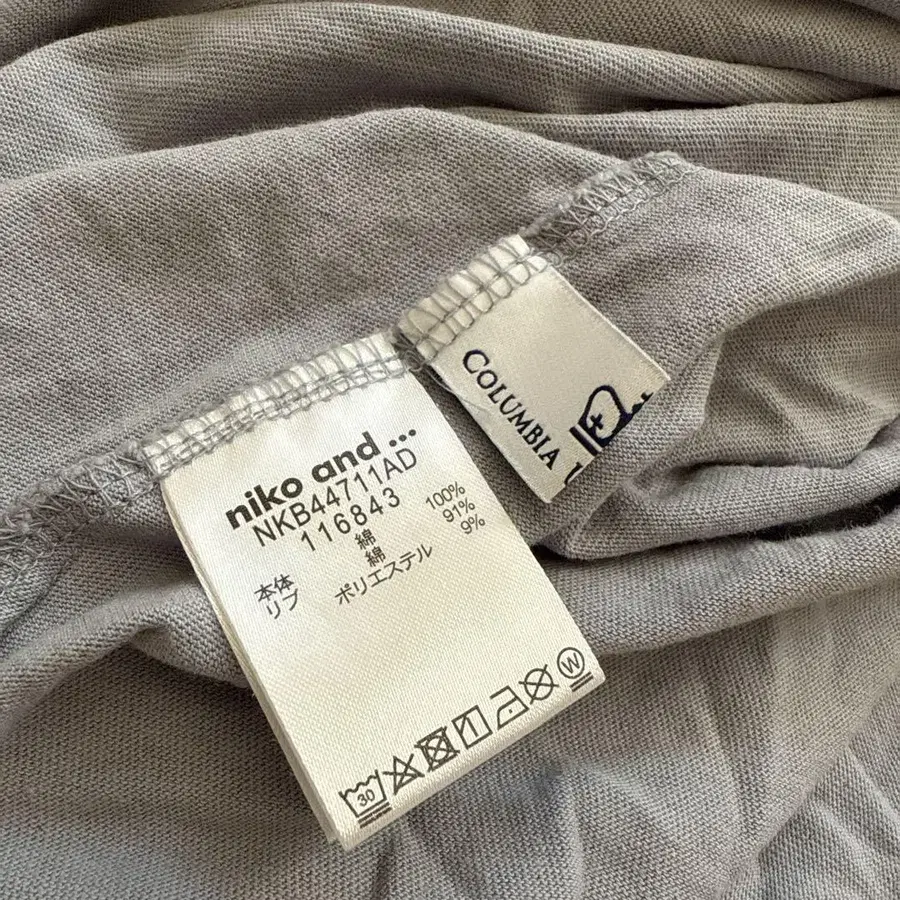 niko and ...
NKB44711AD
116843
本体 綿 100%
リブ 綿 91%
ポリエステル 9%
30
W
COLUMBIA